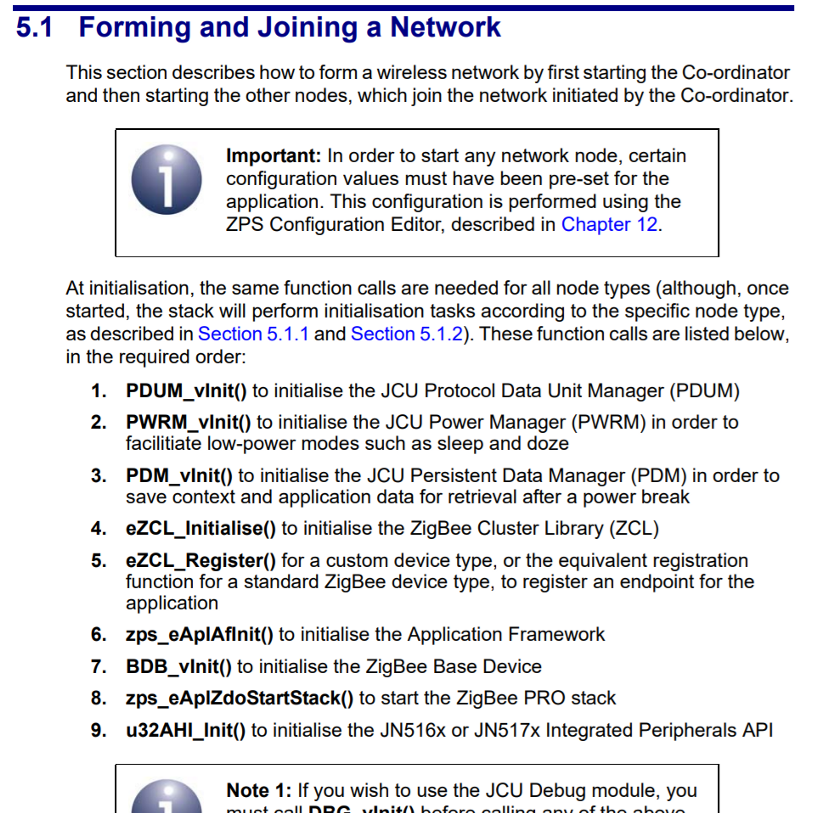 5.1 Forming and Joining a Network
This section describes how to form a wireless network by first starting the Co-ordinator
and then starting the other nodes, which join the network initiated by the Co-ordinator.
Important: In order to start any network node, certain
configuration values must have been pre-set for the
application. This configuration is performed using the
ZPS Configuration Editor, described in Chapter 12.
At initialisation, the same function calls are needed for all node types (although, once
started, the stack will perform initialisation tasks according to the specific node type,
as described in Section 5.1.1 and Section 5.1.2). These function calls are listed below,
in the required order:
1. PDUM_vInit() to initialise the JCU Protocol Data Unit Manager (PDUM)
2. PWRM_vInit() to initialise the JCU Power Manager (PWRM) in order to
facilitiate low-power modes such as sleep and doze
3. PDM_vInit() to initialise the JCU Persistent Data Manager (PDM) in order to
save context and application data for retrieval after a power break
4. eZCL_Initialise() to initialise the ZigBee Cluster Library (ZCL)
5. eZCL_Register() for a custom device type, or the equivalent registration
function for a standard ZigBee device type, to register an endpoint for the
application
6. zps_eAplAfInit() to initialise the Application Framework
7. BDB_vInit() to initialise the ZigBee Base Device
8. zps_eAplZdoStartStack() to start the ZigBee PRO stack
9. u32AHI_Init() to initialise the JN516x or JN517x Integrated Peripherals API
Note 1: If you wish to use the JCU Debug module, you
must call DBG_vInit() before calling any of the above